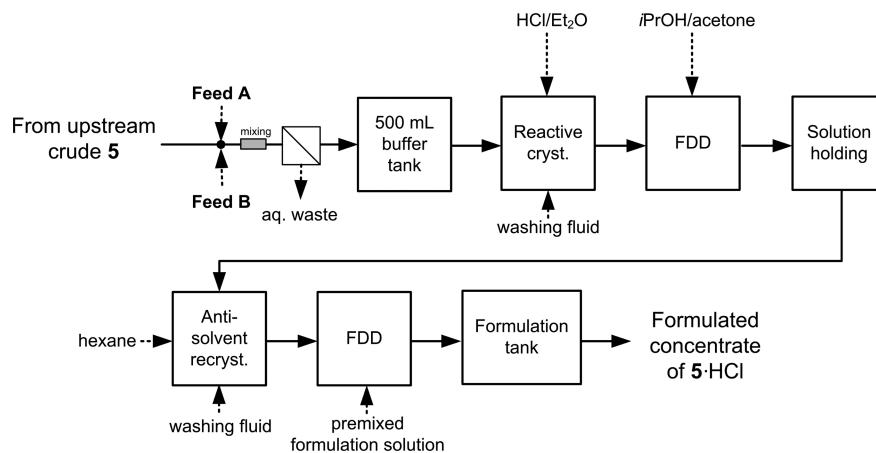 HCl/Et₂O
iPrOH/acetone
Feed A
From upstream
crude 5
mixing
500 mL
buffer
tank
Reactive
cryst.
FDD
Solution
holding
Feed B
aq. waste
washing fluid
hexane
Anti-
solvent
recryst.
FDD
Formulation
tank
Formulated
concentrate
of 5·HCl
washing fluid
premixed
formulation solution